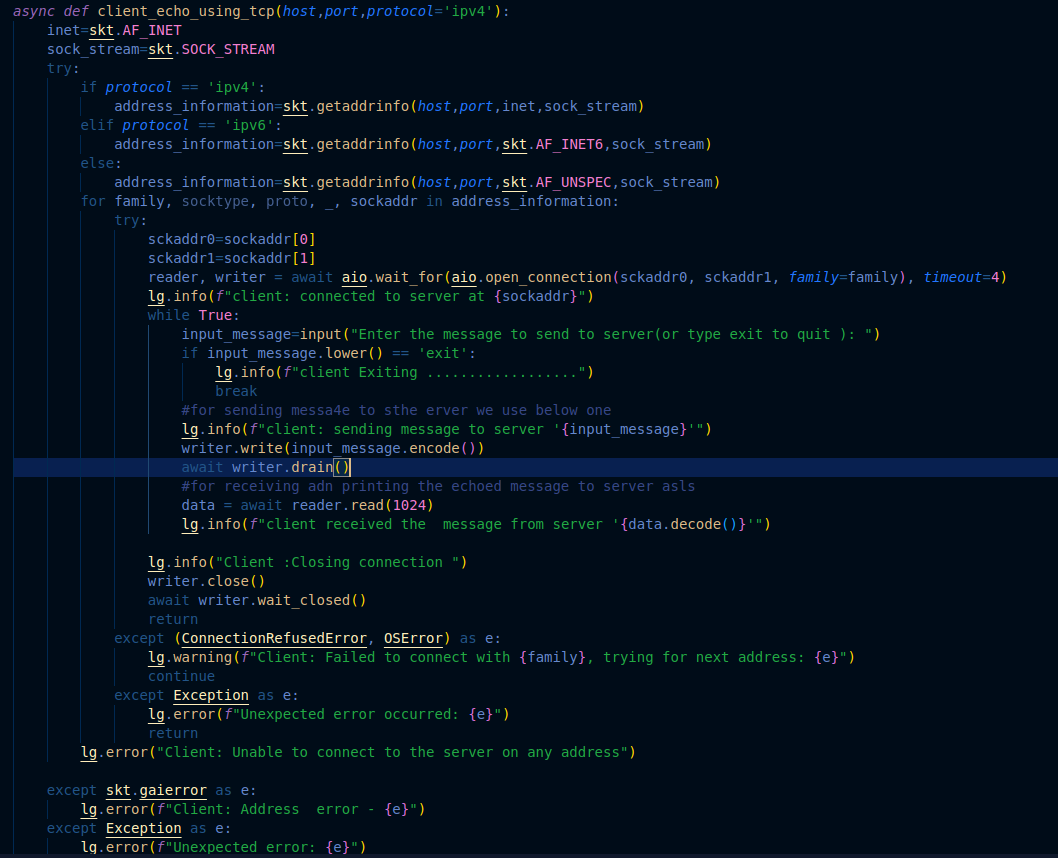 async def client_echo_using_tcp(host,port,protocol='ipv4'):
    inet=skt.AF_INET
    sock_stream=skt.SOCK_STREAM
    try:
        if protocol == 'ipv4':
            address_information=skt.getaddrinfo(host,port,inet,sock_stream)
        elif protocol == 'ipv6':
            address_information=skt.getaddrinfo(host,port,skt.AF_INET6,sock_stream)
        else:
            address_information=skt.getaddrinfo(host,port,skt.AF_UNSPEC,sock_stream)
        for family, socktype, proto, _, sockaddr in address_information:
            try:
                sckaddr0=sockaddr[0]
                sckaddr1=sockaddr[1]
                reader, writer = await aio.wait_for(aio.open_connection(sckaddr0, sckaddr1, family=family), timeout=4)
                lg.info(f"client: connected to server at {sockaddr}")
                while True:
                    input_message=input("Enter the message to send to server(or type exit to quit ): ")
                    if input_message.lower() == 'exit':
                        lg.info(f"client Exiting ..................")
                        break
                    #for sending messa4e to sthe erver we use below one
                    lg.info(f"client: sending message to server '{input_message}'")
                    writer.write(input_message.encode())
                    await writer.drain()
                    #for receiving adn printing the echoed message to server asls
                    data = await reader.read(1024)
                    lg.info(f"client received the  message from server '{data.decode()}'")

                lg.info("Client :Closing connection ")
                writer.close()
                await writer.wait_closed()
                return
            except (ConnectionRefusedError, OSError) as e:
                lg.warning(f"Client: Failed to connect with {family}, trying for next address: {e}")
                continue
            except Exception as e:
                lg.error(f"Unexpected error occurred: {e}")
                return
        lg.error("Client: Unable to connect to the server on any address")

    except skt.gaierror as e:
        lg.error(f"Client: Address  error - {e}")
    except Exception as e:
        lg.error(f"Unexpected error: {e}")